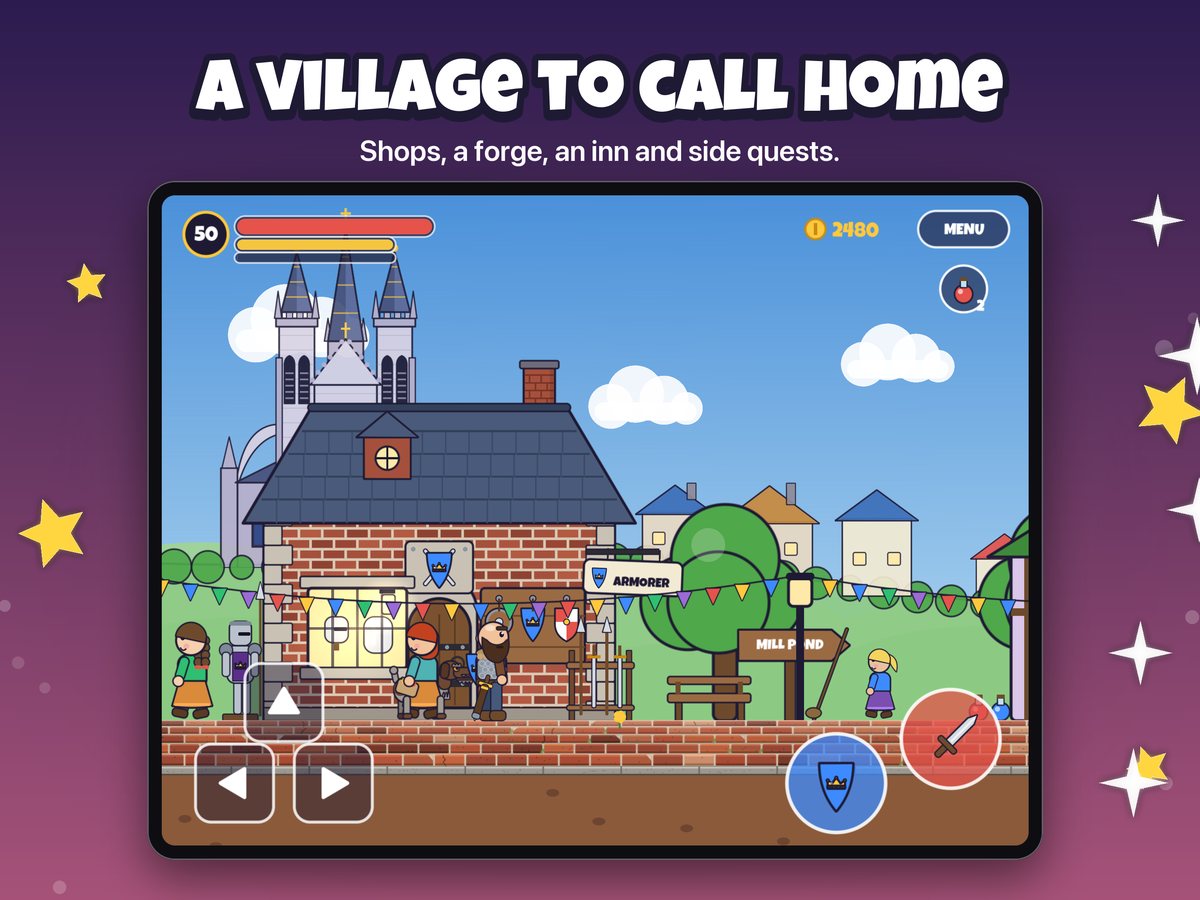 A VILLAGE TO CALL HOME
Shops, a forge, an inn and side quests.
50
2480
MENU
2
ARMORER
MILL POND